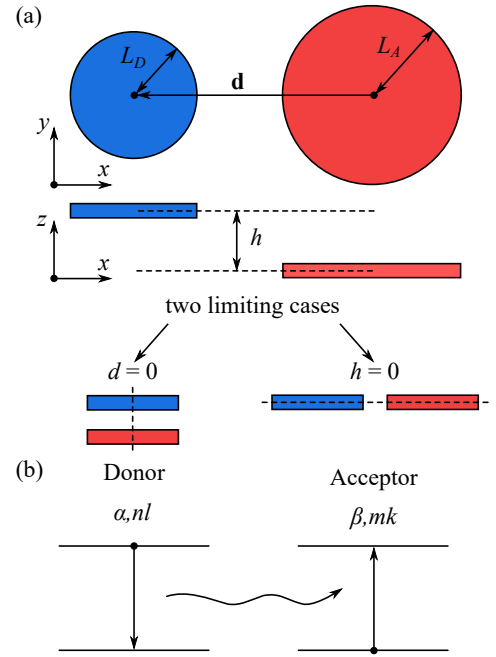 (a)
L_D
L_A
d
y
x
z
x
h
two limiting cases
d = 0
h = 0
(b)
Donor
Acceptor
α,nl
β,mk